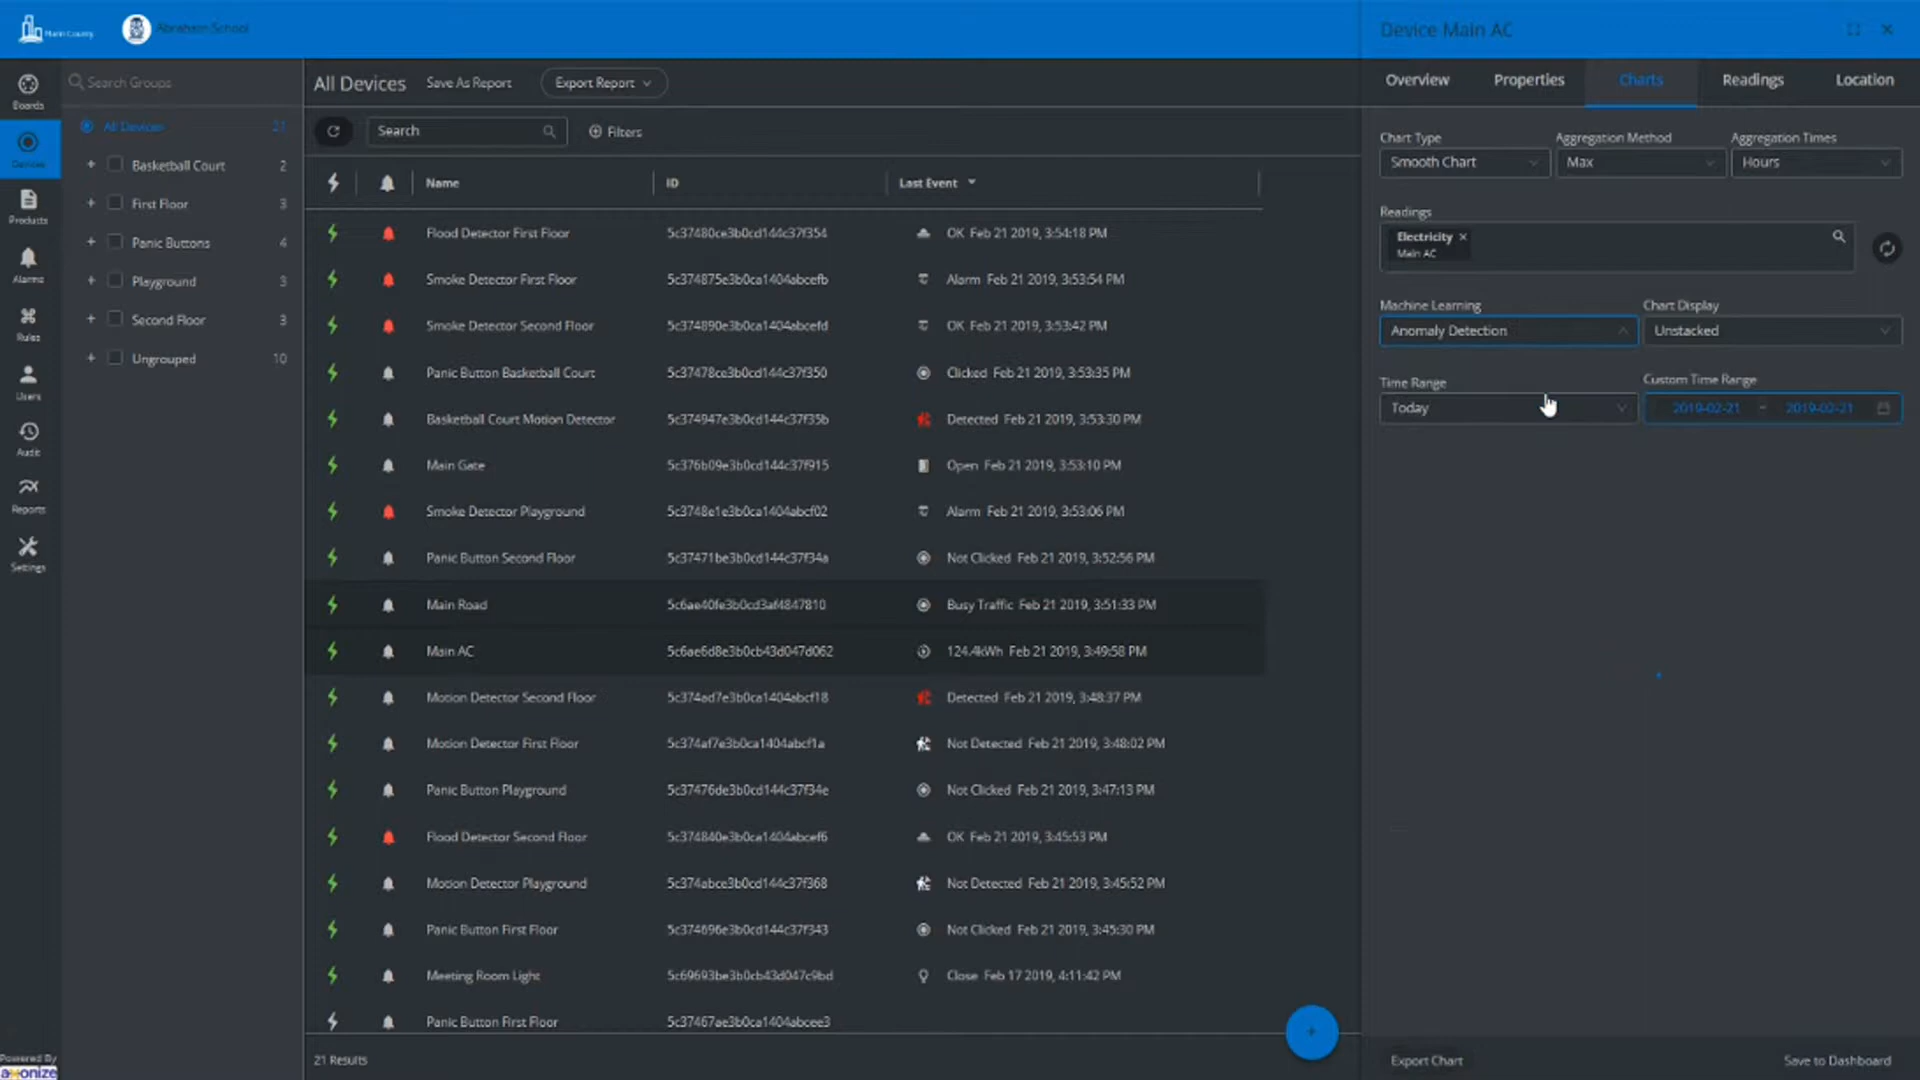 Marin County
Abraham School
Device Main AC
Boards
Devices
Products
Alarms
Rules
Users
Audit
Reports
Settings
Powered By
axonize
Search Groups
All Devices 21
+ Basketball Court 2
+ First Floor 3
+ Panic Buttons 4
+ Playground 3
+ Second Floor 3
+ Ungrouped 10
All Devices Save As Report Export Report
Search Filters
Name ID Last Event
Flood Detector First Floor 5c37480ce3b0cd144c37f354 OK Feb 21 2019, 3:54:18 PM
Smoke Detector First Floor 5c374875e3b0ca1404abcefb Alarm Feb 21 2019, 3:53:54 PM
Smoke Detector Second Floor 5c374890e3b0ca1404abcefd OK Feb 21 2019, 3:53:42 PM
Panic Button Basketball Court 5c37478ce3b0cd144c37f350 Clicked Feb 21 2019, 3:53:35 PM
Basketball Court Motion Detector 5c374947e3b0cd144c37f35b Detected Feb 21 2019, 3:53:30 PM
Main Gate 5c376b09e3b0cd144c37f915 Open Feb 21 2019, 3:53:10 PM
Smoke Detector Playground 5c3748e1e3b0ca1404abcf02 Alarm Feb 21 2019, 3:53:06 PM
Panic Button Second Floor 5c37471be3b0cd144c37f34a Not Clicked Feb 21 2019, 3:52:56 PM
Main Road 5c6ae40fe3b0cd3af4847810 Busy Traffic Feb 21 2019, 3:51:33 PM
Main AC 5c6ae6d8e3b0cb43d047d062 124.4kWh Feb 21 2019, 3:49:58 PM
Motion Detector Second Floor 5c374ad7e3b0ca1404abcf18 Detected Feb 21 2019, 3:48:37 PM
Motion Detector First Floor 5c374af7e3b0ca1404abcf1a Not Detected Feb 21 2019, 3:48:02 PM
Panic Button Playground 5c37476de3b0cd144c37f34e Not Clicked Feb 21 2019, 3:47:13 PM
Flood Detector Second Floor 5c374840e3b0ca1404abcef6 OK Feb 21 2019, 3:45:53 PM
Motion Detector Playground 5c374abce3b0cd144c37f368 Not Detected Feb 21 2019, 3:45:52 PM
Panic Button First Floor 5c374696e3b0cd144c37f343 Not Clicked Feb 21 2019, 3:45:30 PM
Meeting Room Light 5c69693be3b0cb43d047c9bd Close Feb 17 2019, 4:11:42 PM
Panic Button First Floor 5c37467ae3b0ca1404abcee3
21 Results
+
Overview Properties Charts Readings Location
Chart Type Aggregation Method Aggregation Times
Smooth Chart Max Hours
Readings
Electricity ×
Main AC
Machine Learning Chart Display
Anomaly Detection Unstacked
Time Range Custom Time Range
Today 2019-02-21 ~ 2019-02-21
Export Chart Save to Dashboard